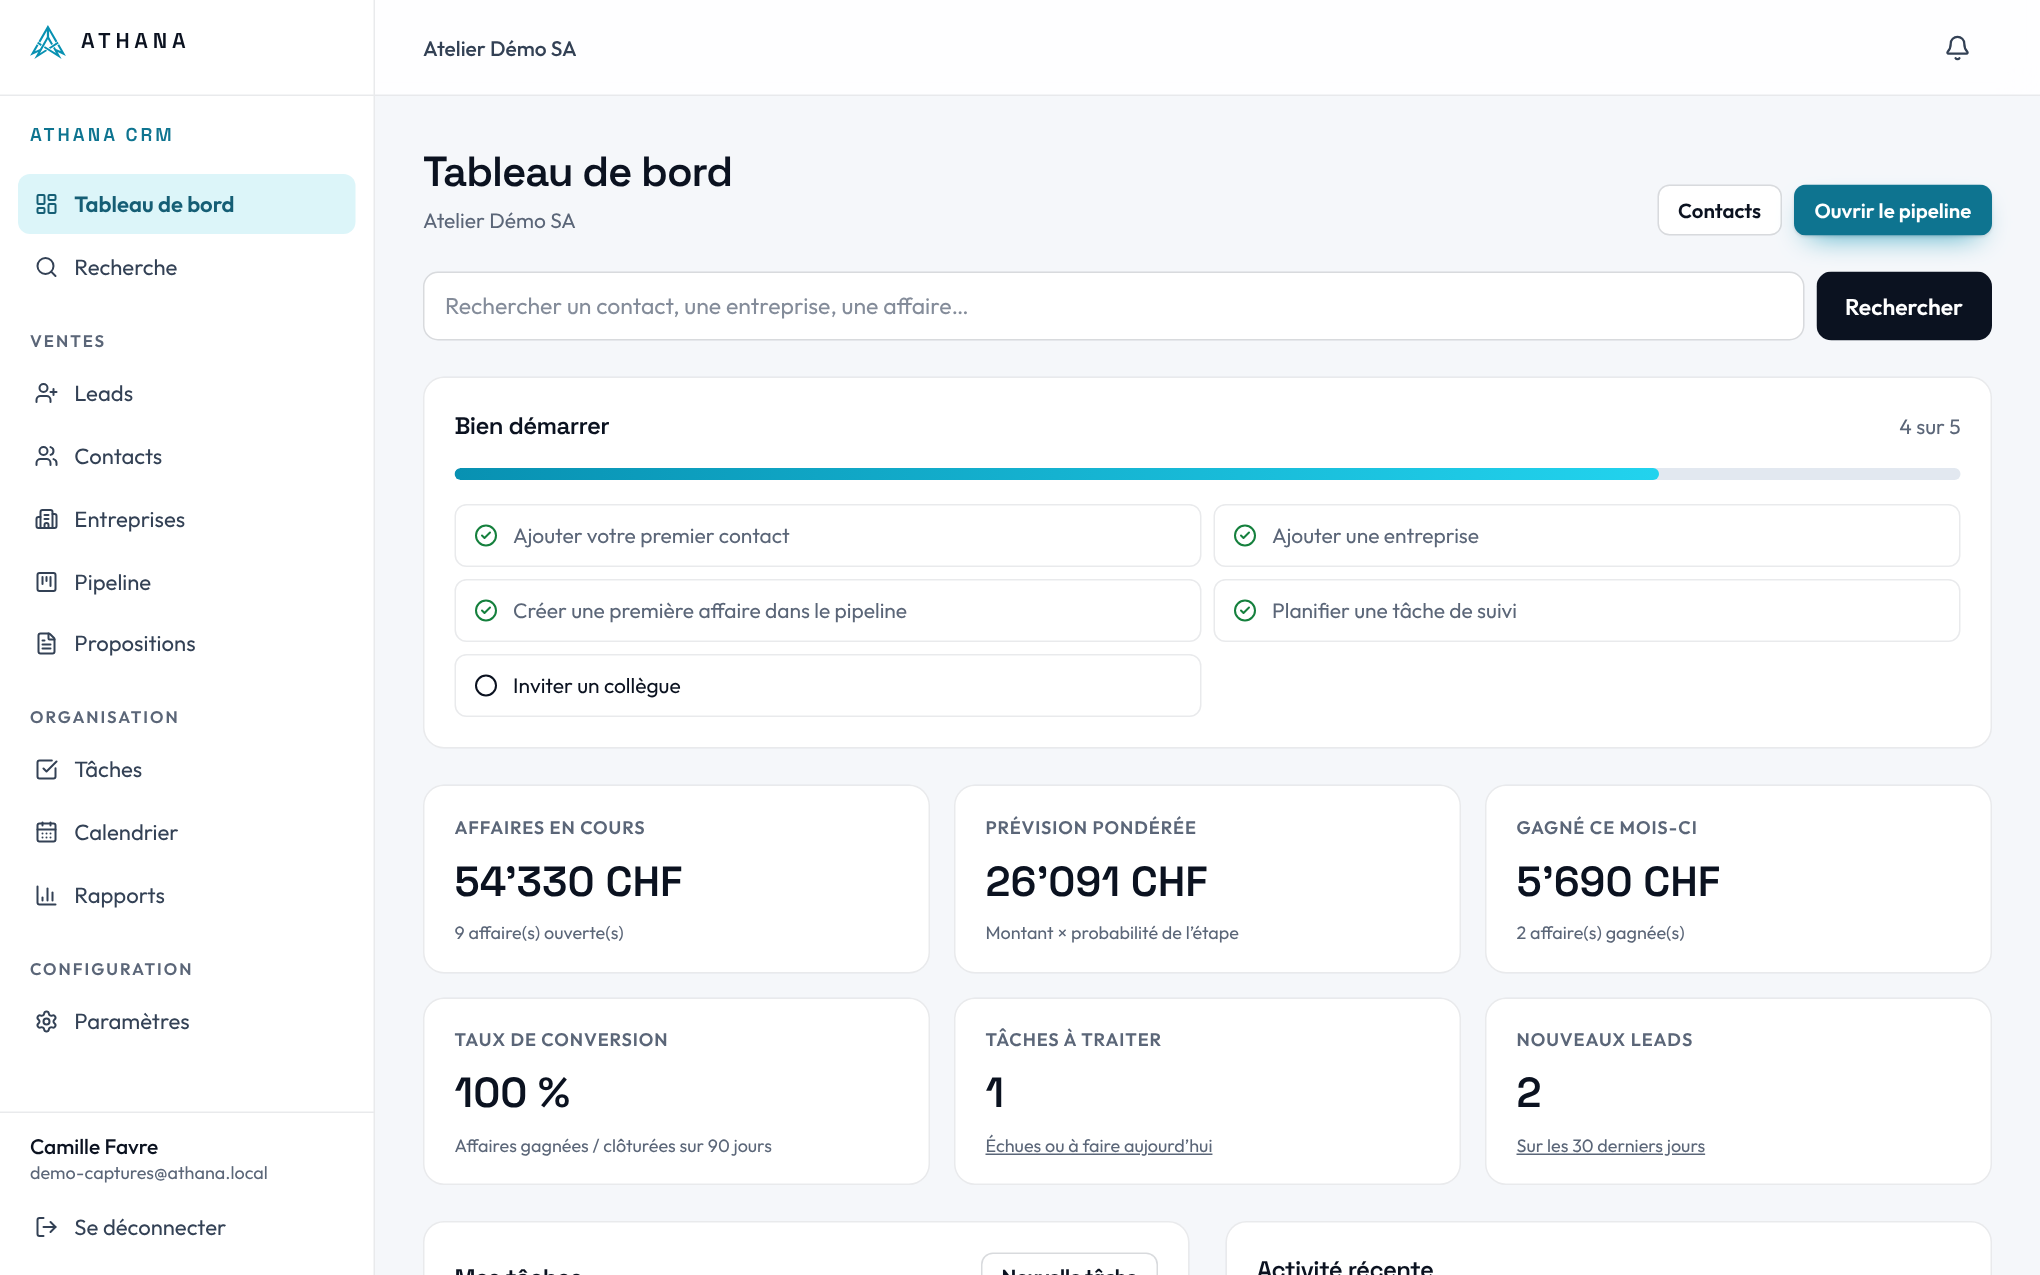 ATHANA
Atelier Démo SA
ATHANA CRM
Tableau de bord
Recherche
VENTES
Leads
Contacts
Entreprises
Pipeline
Propositions
ORGANISATION
Tâches
Calendrier
Rapports
CONFIGURATION
Paramètres
Camille Favre
demo-captures@athana.local
Se déconnecter
Tableau de bord
Atelier Démo SA
Contacts
Ouvrir le pipeline
Rechercher un contact, une entreprise, une affaire...
Rechercher
Bien démarrer
4 sur 5
Ajouter votre premier contact
Ajouter une entreprise
Créer une première affaire dans le pipeline
Planifier une tâche de suivi
Inviter un collègue
AFFAIRES EN COURS
54’330 CHF
9 affaire(s) ouverte(s)
PRÉVISION PONDÉRÉE
26’091 CHF
Montant × probabilité de l’étape
GAGNÉ CE MOIS-CI
5’690 CHF
2 affaire(s) gagnée(s)
TAUX DE CONVERSION
100 %
Affaires gagnées / clôturées sur 90 jours
TÂCHES À TRAITER
1
Échues ou à faire aujourd’hui
NOUVEAUX LEADS
2
Sur les 30 derniers jours
Mes tâches
Nouvelle tâche
Activité récente